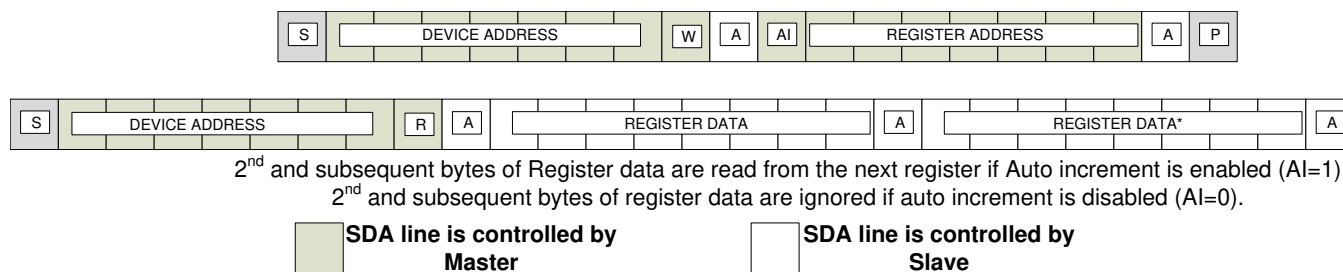 S DEVICE ADDRESS W A AI REGISTER ADDRESS A P
S DEVICE ADDRESS R A REGISTER DATA A REGISTER DATA* A
2nd and subsequent bytes of Register data are read from the next register if Auto increment is enabled (AI=1)
2nd and subsequent bytes of register data are ignored if auto increment is disabled (AI=0).
SDA line is controlled by
Master
SDA line is controlled by
Slave